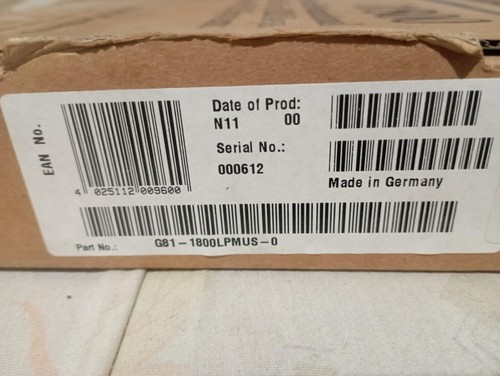 EAN No.
4 025112 009600
Date of Prod:
N11 00
Serial No.:
000612
Made in Germany
Part No.: G81-1800LPMUS-0